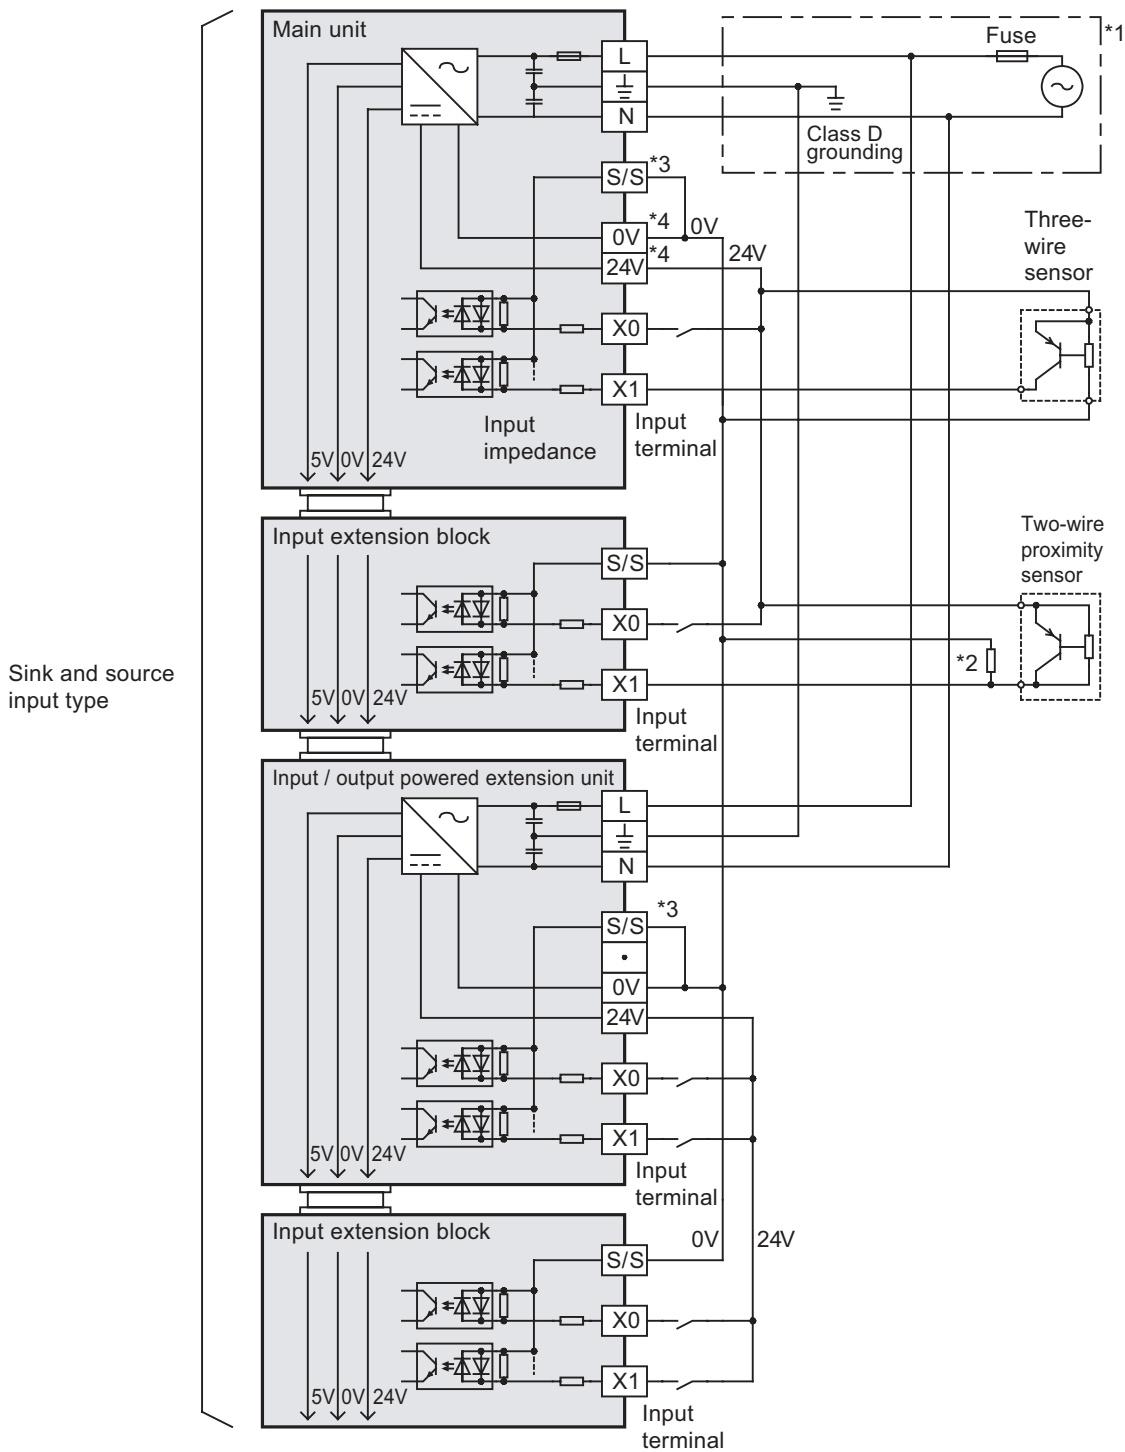 Main unit
L
N
Fuse
*1
Class D
grounding
S/S
*3
0V
*4
0V
24V
*4
24V
Three-
wire
sensor
X0
X1
Input
impedance
Input
terminal
5V 0V 24V
Input extension block
S/S
X0
X1
Two-wire
proximity
sensor
*2
5V 0V 24V
Input
terminal
Sink and source
input type
Input / output powered extension unit
L
N
S/S
*3
•
0V
24V
X0
X1
5V 0V 24V
Input
terminal
Input extension block
0V
24V
S/S
X0
X1
5V 0V 24V
Input
terminal